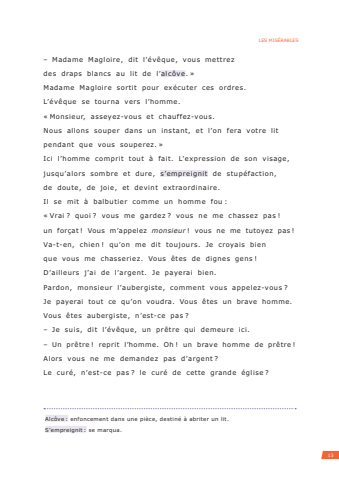 LES MISÉRABLES
– Madame Magloire, dit l'évêque, vous mettrez
des draps blancs au lit de l'alcôve. »
Madame Magloire sortit pour exécuter ces ordres.
L'évêque se tourna vers l'homme.
« Monsieur, asseyez-vous et chauffez-vous.
Nous allons souper dans un instant, et l'on fera votre lit
pendant que vous souperez. »
Ici l'homme comprit tout à fait. L'expression de son visage,
jusqu'alors sombre et dure, s'empreignit de stupéfaction,
de doute, de joie, et devint extraordinaire.
Il se mit à balbutier comme un homme fou :
« Vrai ? quoi ? vous me gardez ? vous ne me chassez pas !
un forçat ! Vous m'appelez monsieur ! vous ne me tutoyez pas !
Va-t-en, chien ! qu'on me dit toujours. Je croyais bien
que vous me chasseriez. Vous êtes de dignes gens !
D'ailleurs j'ai de l'argent. Je payerai bien.
Pardon, monsieur l'aubergiste, comment vous appelez-vous ?
Je payerai tout ce qu'on voudra. Vous êtes un brave homme.
Vous êtes aubergiste, n'est-ce pas ?
– Je suis, dit l'évêque, un prêtre qui demeure ici.
– Un prêtre ! reprit l'homme. Oh ! un brave homme de prêtre !
Alors vous ne me demandez pas d'argent ?
Le curé, n'est-ce pas ? le curé de cette grande église ?
Alcôve : enfoncement dans une pièce, destiné à abriter un lit.
S'empreignit : se marqua.
13